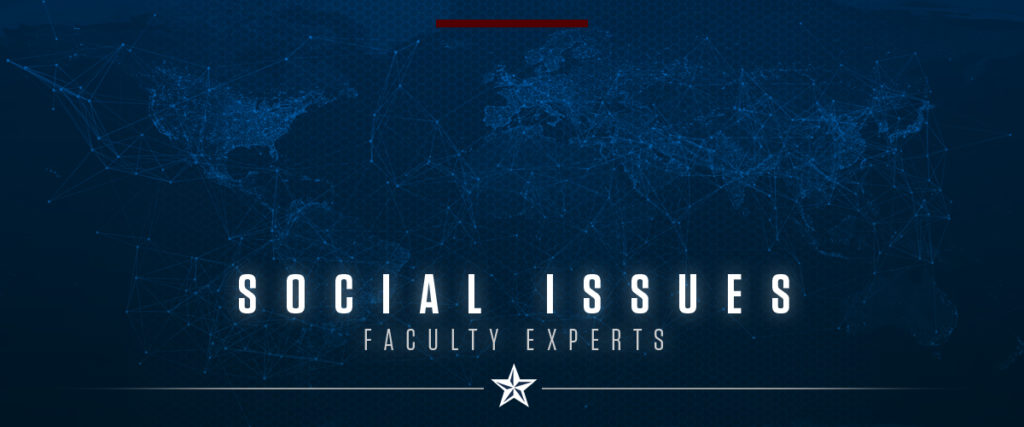 SOCIAL ISSUES
FACULTY EXPERTS